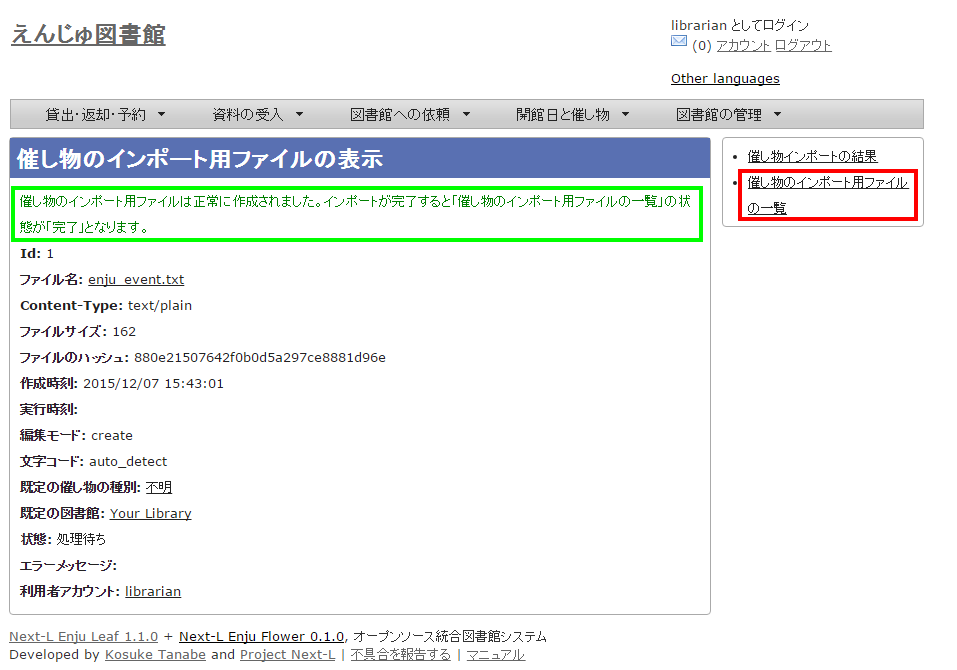 えんじゅ図書館
librarian としてログイン
(0) アカウント ログアウト
Other languages
貸出・返却・予約 ▼ 資料の受入 ▼ 図書館への依頼 ▼ 開館日と催し物 ▼ 図書館の管理 ▼
催し物のインポート用ファイルの表示
催し物のインポート用ファイルは正常に作成されました。インポートが完了すると「催し物のインポート用ファイルの一覧」の状
態が「完了」となります。
Id: 1
ファイル名: enju_event.txt
Content-Type: text/plain
ファイルサイズ: 162
ファイルのハッシュ: 880e21507642f0b0d5a297ce8881d96e
作成時刻: 2015/12/07 15:43:01
実行時刻:
編集モード: create
文字コード: auto_detect
既定の催し物の種別: 不明
既定の図書館: Your Library
状態: 処理待ち
エラーメッセージ:
利用者アカウント: librarian
• 催し物インポートの結果
• 催し物のインポート用ファイル
の一覧
Next-L Enju Leaf 1.1.0 + Next-L Enju Flower 0.1.0, オープンソース統合図書館システム
Developed by Kosuke Tanabe and Project Next-L | 不具合を報告する | マニュアル